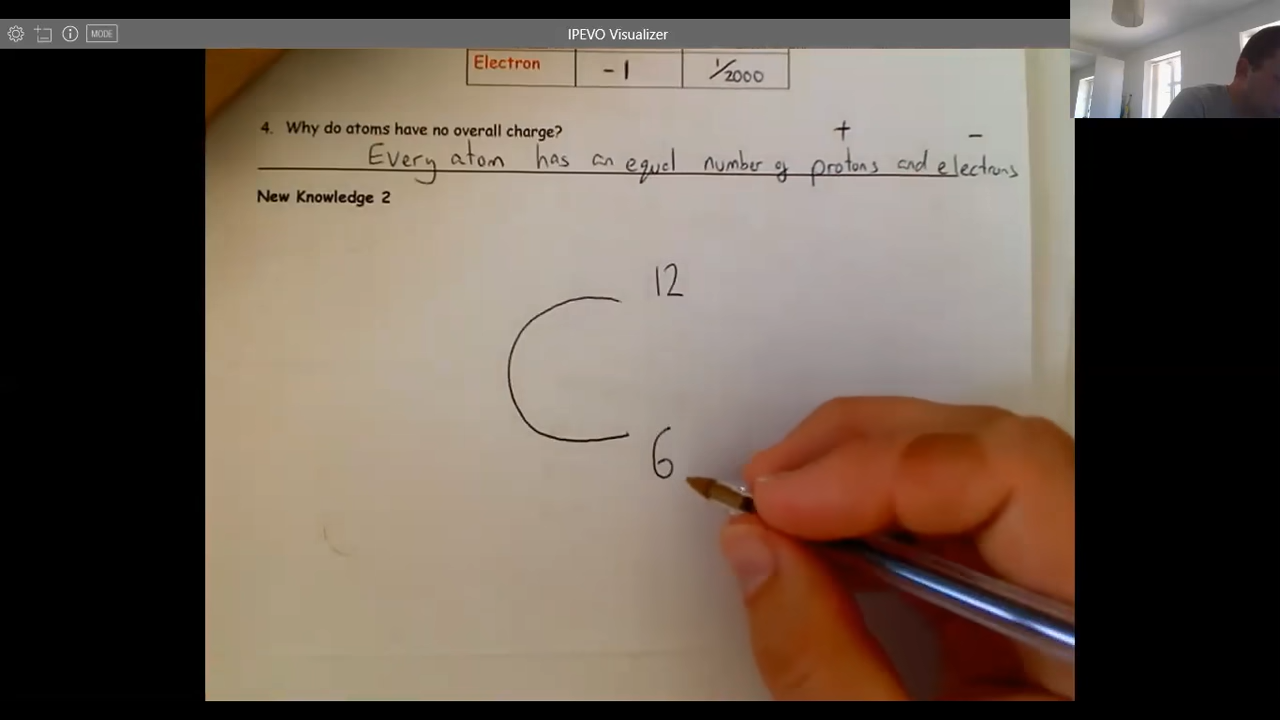 MODE
IPEVO Visualizer
Electron -1 1/2000
4. Why do atoms have no overall charge?
+ -
Every atom has an equal number of protons and electrons
New Knowledge 2
12
C
6